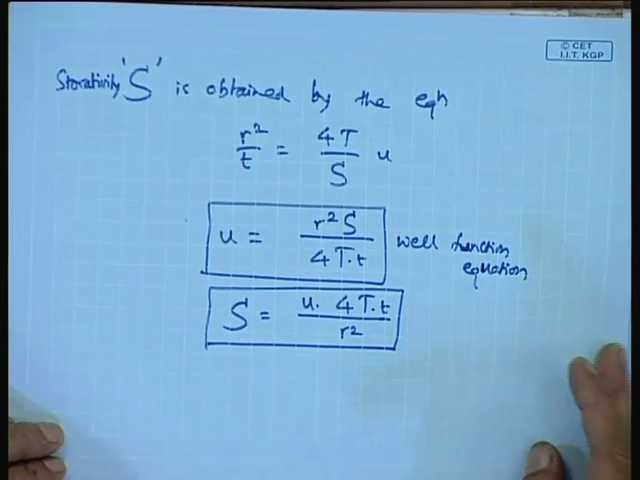 © CET
I.I.T. KGP
Storativity 'S' is obtained by the eqn
r²/t = 4T/S u
u = r²S/4T.t well function
equation
S = u. 4T.t/r²